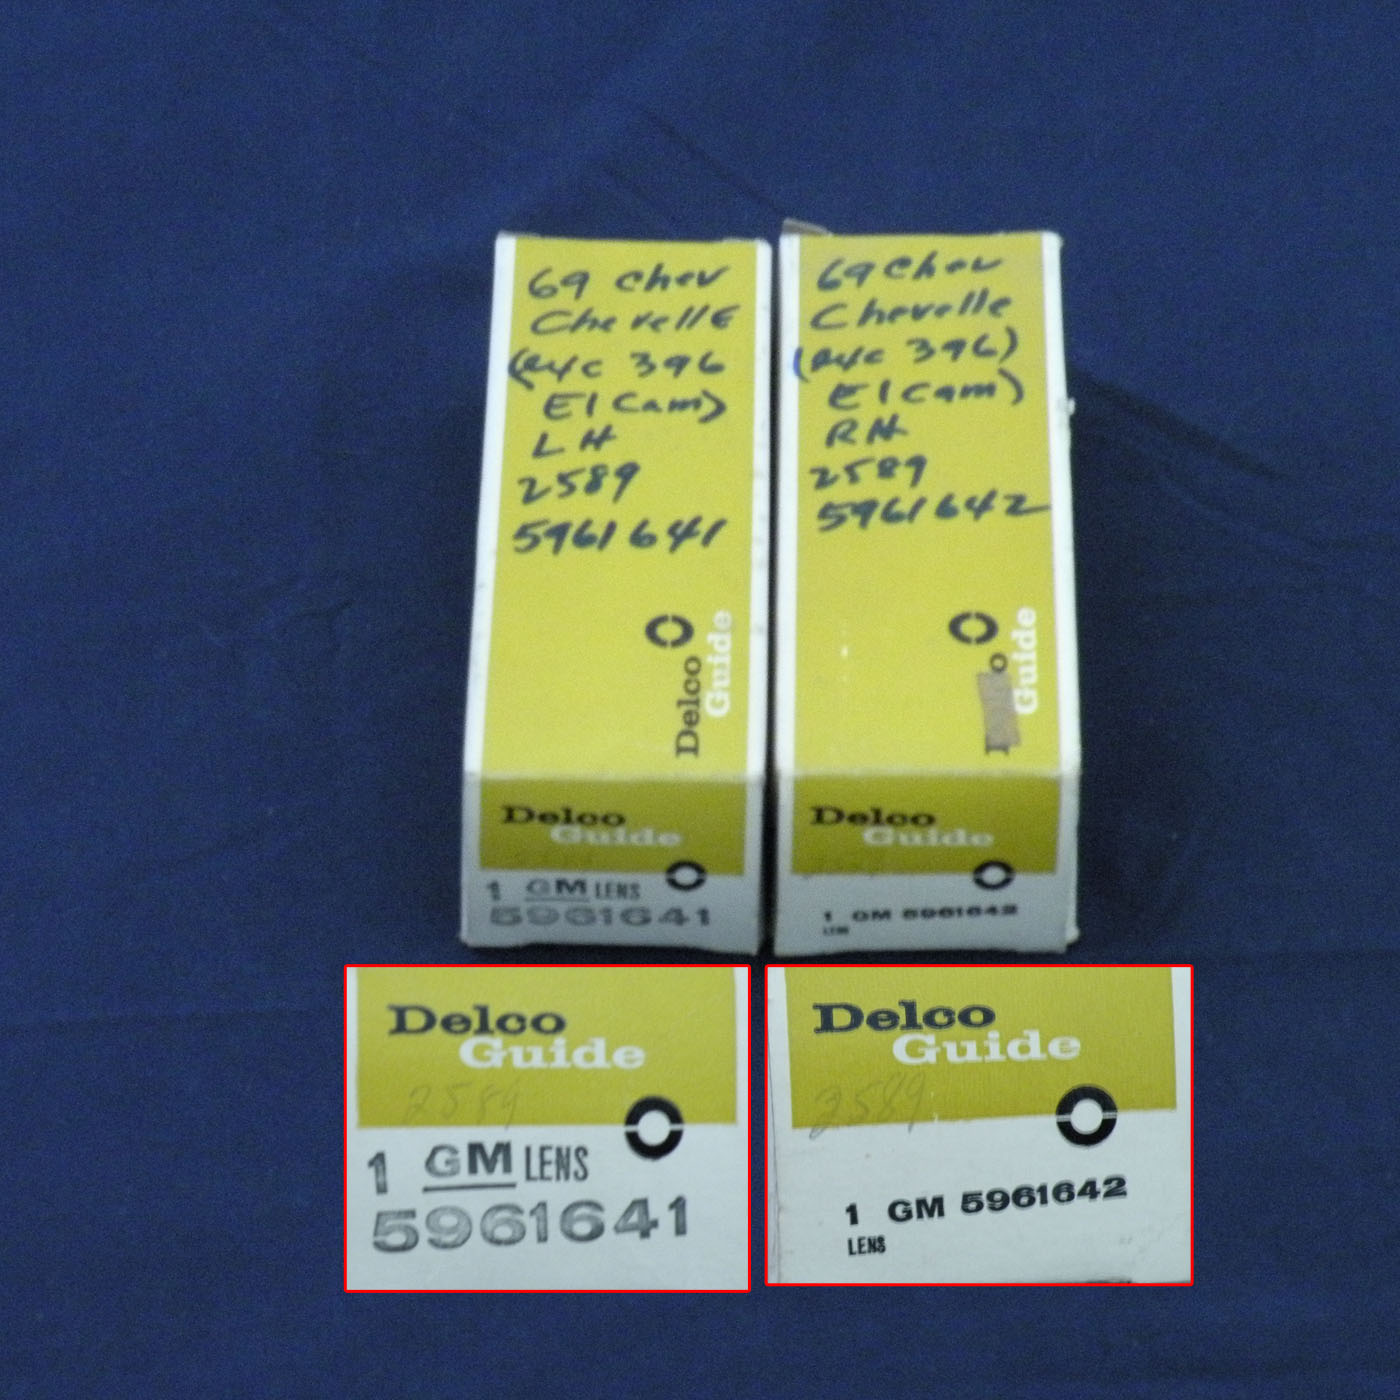 69 Chev
ChevellE
(Exc 396
El Cam)
LH
2589
5961641
Delco
Guide
Delco
Guide
1 GM LENS
5961641
69 Chev
Chevelle
(Exc 396)
El Cam)
RH
2589
5961642
Guide
Delco
Guide
1 GM 5961642
LENS
Delco
Guide
2589
1 GM LENS
5961641
Delco
Guide
2589
1 GM 5961642
LENS